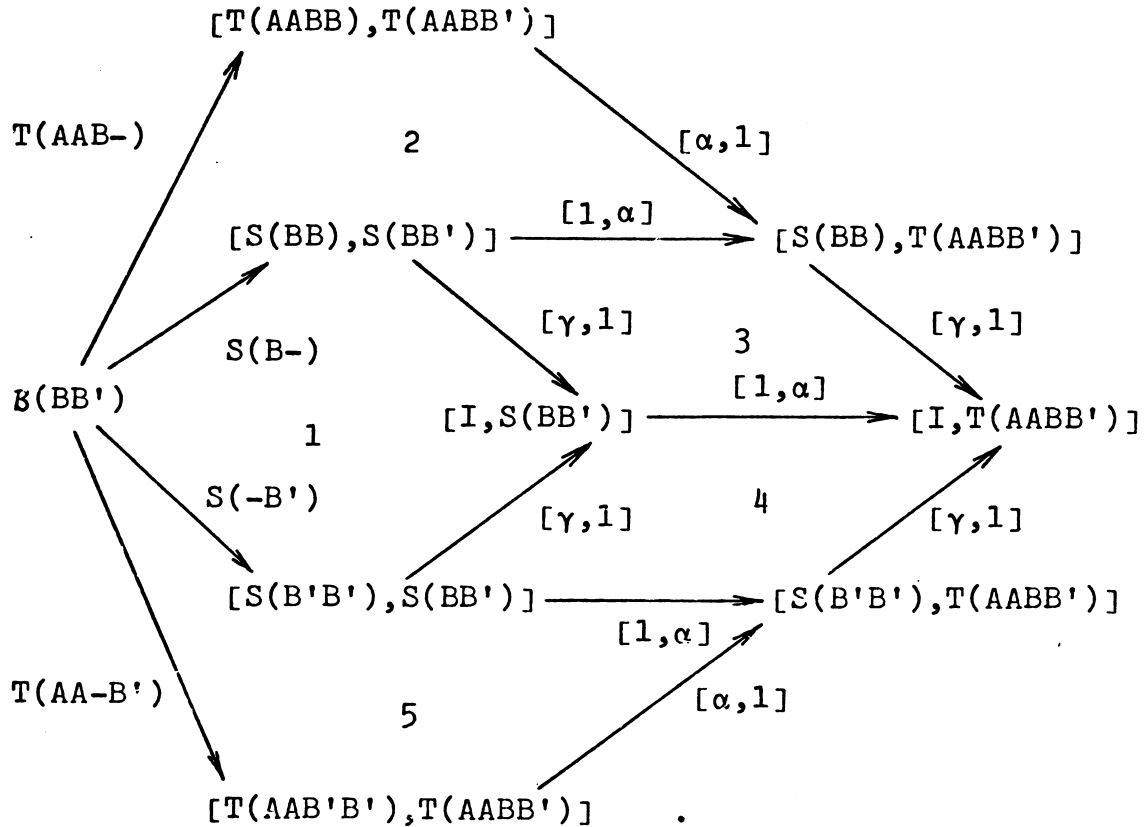 [T(AABB),T(AABB')]
T(AAB-)
2
[α,1]
[S(BB),S(BB')]
[1,α]
[S(BB),T(AABB')]
[γ,1]
3
[γ,1]
S(B-)
[1,α]
B(BB')
[I,S(BB')]
[I,T(AABB')]
1
S(-B')
[γ,1]
4
[γ,1]
[S(B'B'),S(BB')]
[S(B'B'),T(AABB')]
[1,α]
T(AA-B')
5
[α,1]
[T(AAB'B'),T(AABB')] .